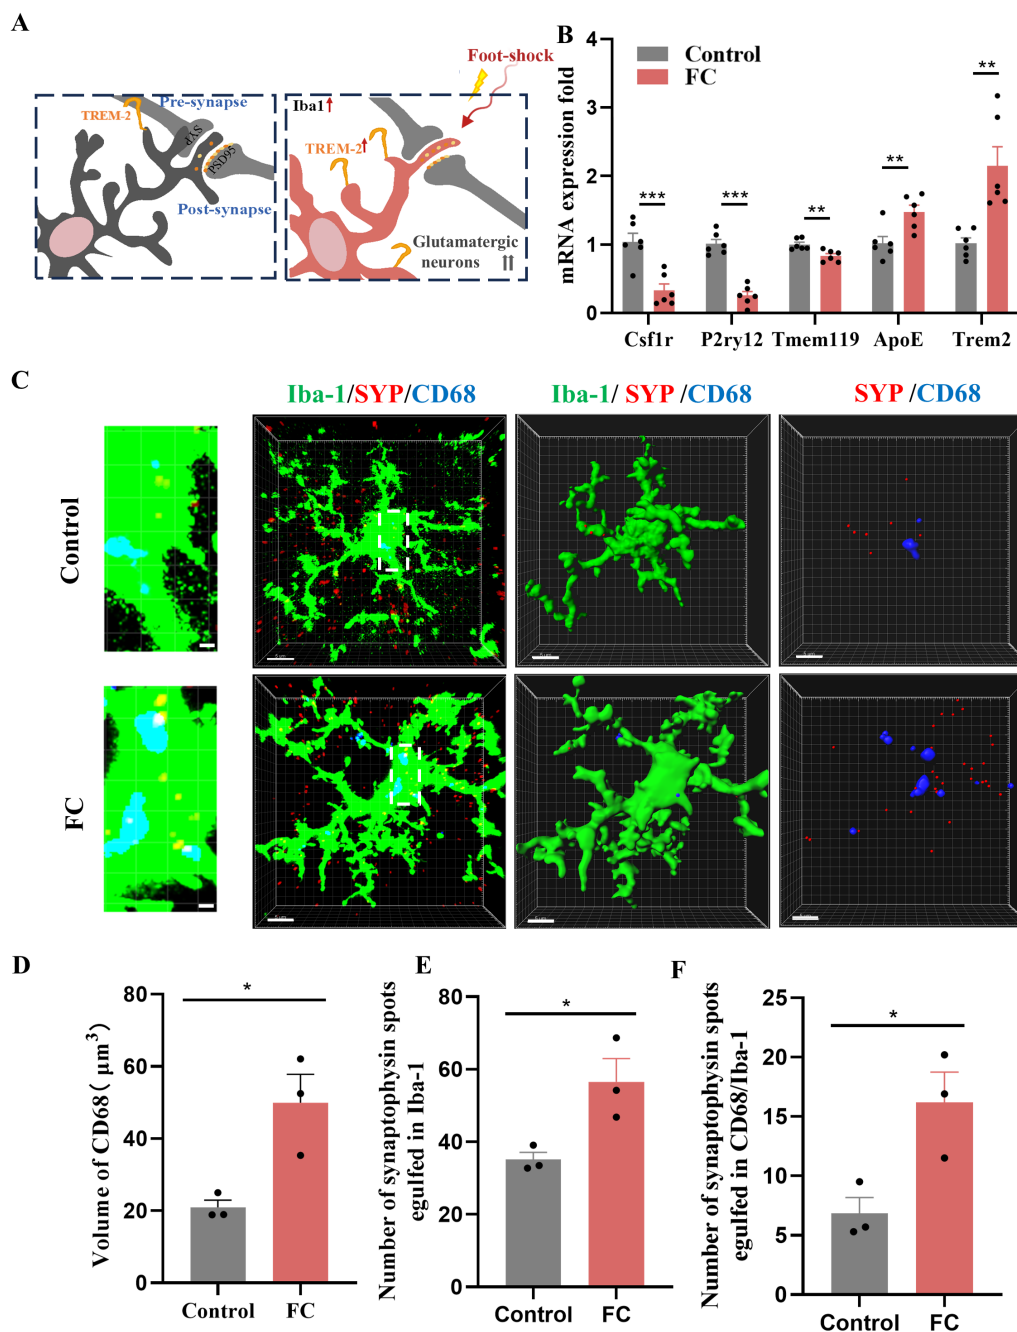 A
Foot-shock
TREM-2
Pre-synapse
SYP
PSD95
Post-synapse
Iba1
TREM-2
Glutamatergic
neurons
B
Control
FC
mRNA expression fold
4
3
2
1
0
***
***
**
**
**
Csf1r
P2ry12
Tmem119
ApoE
Trem2
C
Iba-1/SYP/CD68
Iba-1/ SYP /CD68
SYP /CD68
Control
FC
D
Volume of CD68( μm³)
80
60
40
20
0
*
Control
FC
E
Number of synaptophysin spots
egulfed in Iba-1
80
60
40
20
0
*
Control
FC
F
Number of synaptophysin spots
egulfed in CD68/Iba-1
25
20
15
10
5
0
*
Control
FC